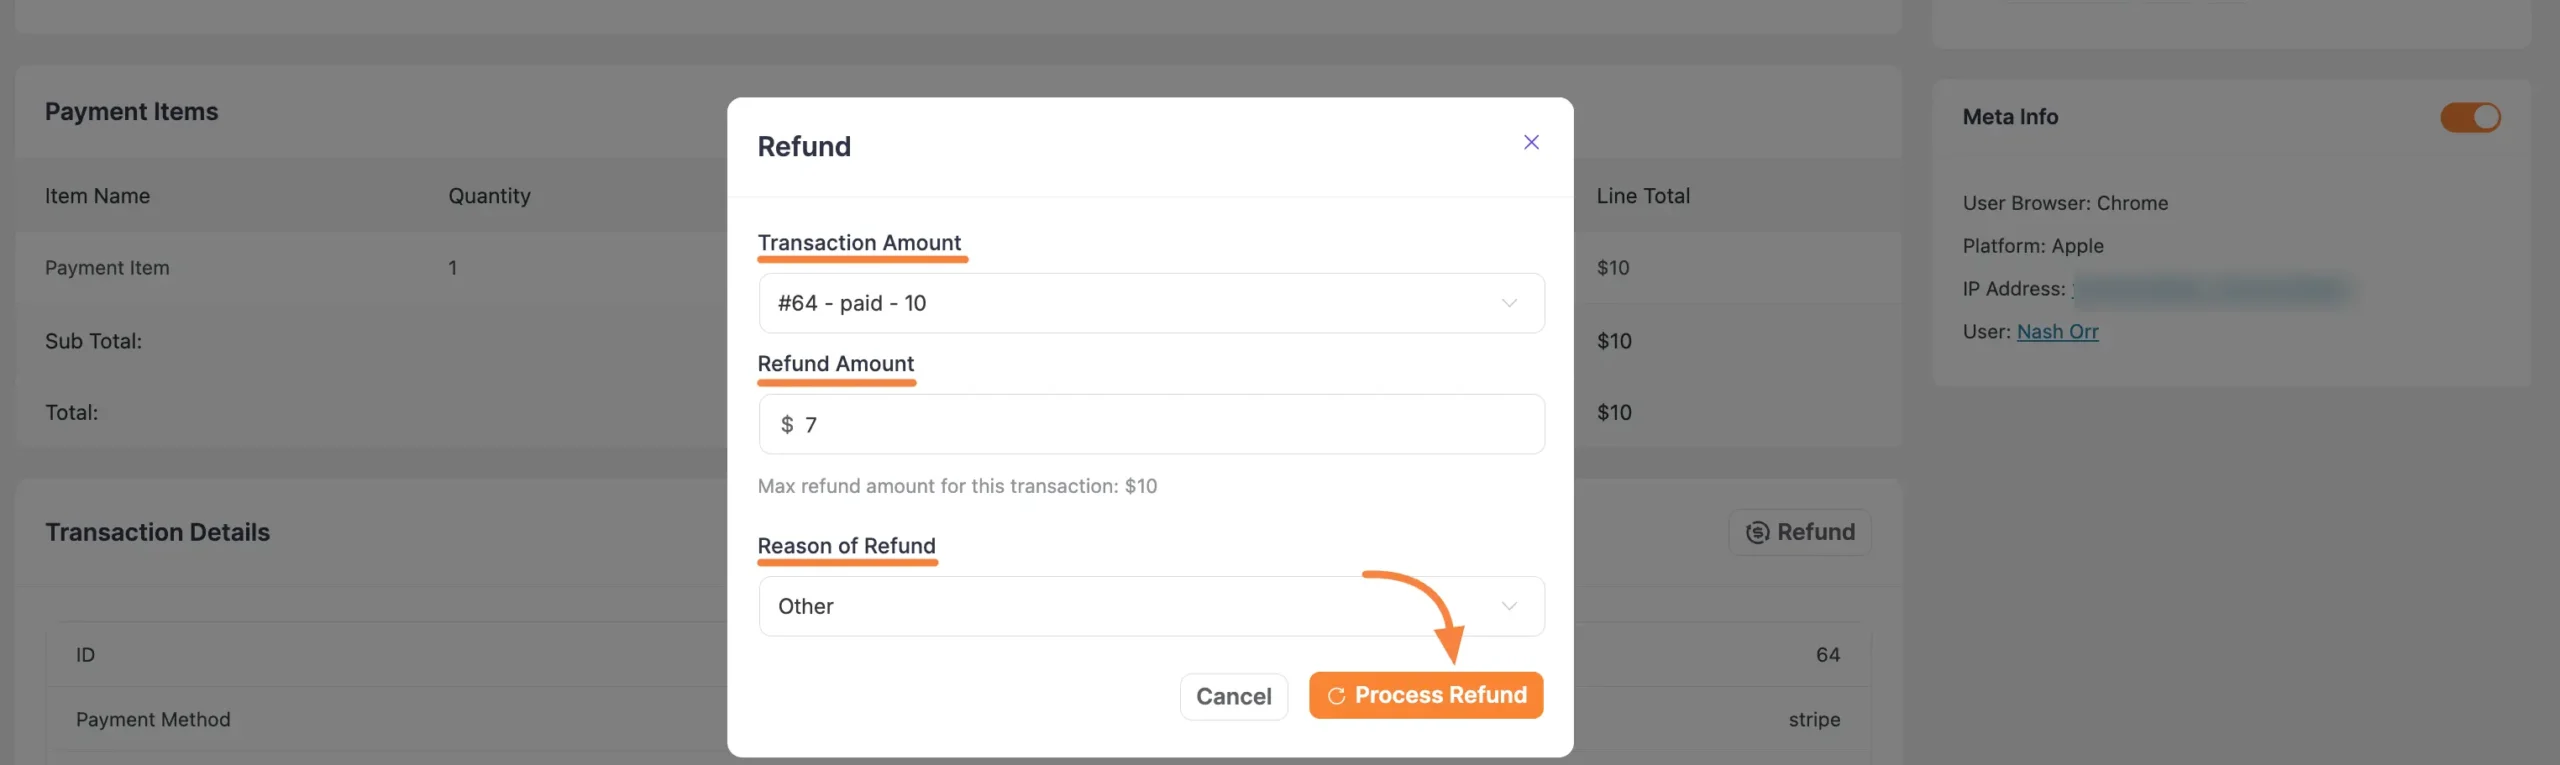 Payment Items
Item Name Quantity Line Total
Payment Item 1 $10
Sub Total: $10
Total: $10
Transaction Details
Refund
ID 64
Payment Method stripe
Refund
Transaction Amount
#64 - paid - 10
Refund Amount
$ 7
Max refund amount for this transaction: $10
Reason of Refund
Other
Cancel
Process Refund
Meta Info
User Browser: Chrome
Platform: Apple
IP Address:
User: Nash Orr